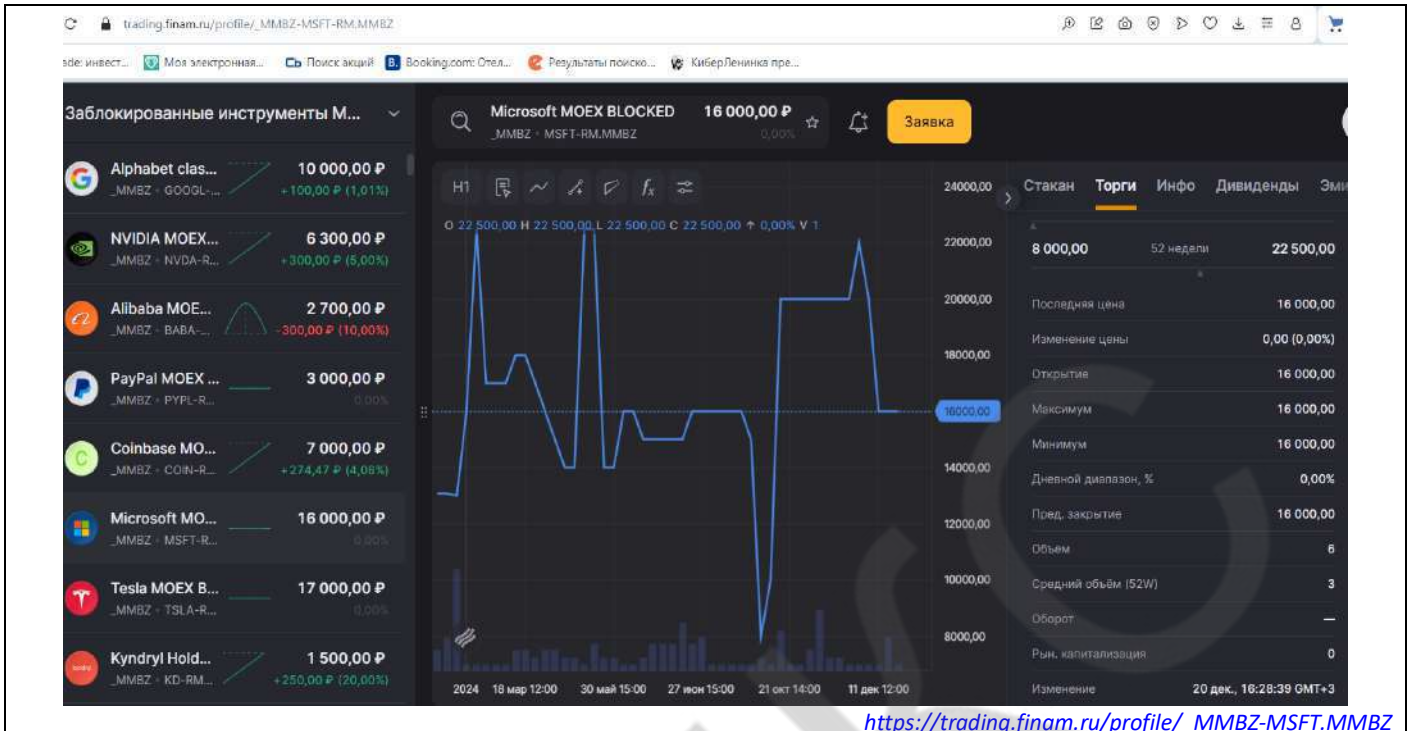 trading.finam.ru/profile/_MMBZ-MSFT-RM.MMBZ
ade: инвест... Моя электронная... Поиск акций Booking.com: Отел... Результаты поиско... КиберЛенинка пре...
Заблокированные инструменты М...
Alphabet clas... 10 000,00 ₽
_MMBZ • GOOGL-... +100,00 ₽ (1,01%)
NVIDIA MOEX... 6 300,00 ₽
_MMBZ • NVDA-R... +300,00 ₽ (5,00%)
Alibaba MOE... 2 700,00 ₽
_MMBZ • BABA-... -300,00 ₽ (10,00%)
PayPal MOEX ... 3 000,00 ₽
_MMBZ • PYPL-R... 0,00%
Coinbase MO... 7 000,00 ₽
_MMBZ • COIN-R... +274,47 ₽ (4,08%)
Microsoft MO... 16 000,00 ₽
_MMBZ • MSFT-R... 0,00%
Tesla MOEX B... 17 000,00 ₽
_MMBZ • TSLA-R... 0,00%
Kyndryl Hold... 1 500,00 ₽
_MMBZ • KD-RM... +250,00 ₽ (20,00%)
Microsoft MOEX BLOCKED 16 000,00 ₽
_MMBZ • MSFT-RM.MMBZ 0,00%
Заявка
H1 fx
O 22 500,00 H 22 500,00 L 22 500,00 C 22 500,00 ↑ 0,00% V 1
24000,00
22000,00
20000,00
18000,00
16000,00
14000,00
12000,00
10000,00
8000,00
2024 18 мар 12:00 30 май 15:00 27 июн 15:00 21 окт 14:00 11 дек 12:00
Стакан Торги Инфо Дивиденды Эми
8 000,00 52 недели 22 500,00
Последняя цена 16 000,00
Изменение цены 0,00 (0,00%)
Открытие 16 000,00
Максимум 16 000,00
Минимум 16 000,00
Дневной диапазон, % 0,00%
Пред. закрытие 16 000,00
Объём 6
Средний объём (52W) 3
Оборот —
Рын. капитализация 0
Изменение 20 дек., 16:28:39 GMT+3
https://trading.finam.ru/profile/_MMBZ-MSFT.MMBZ